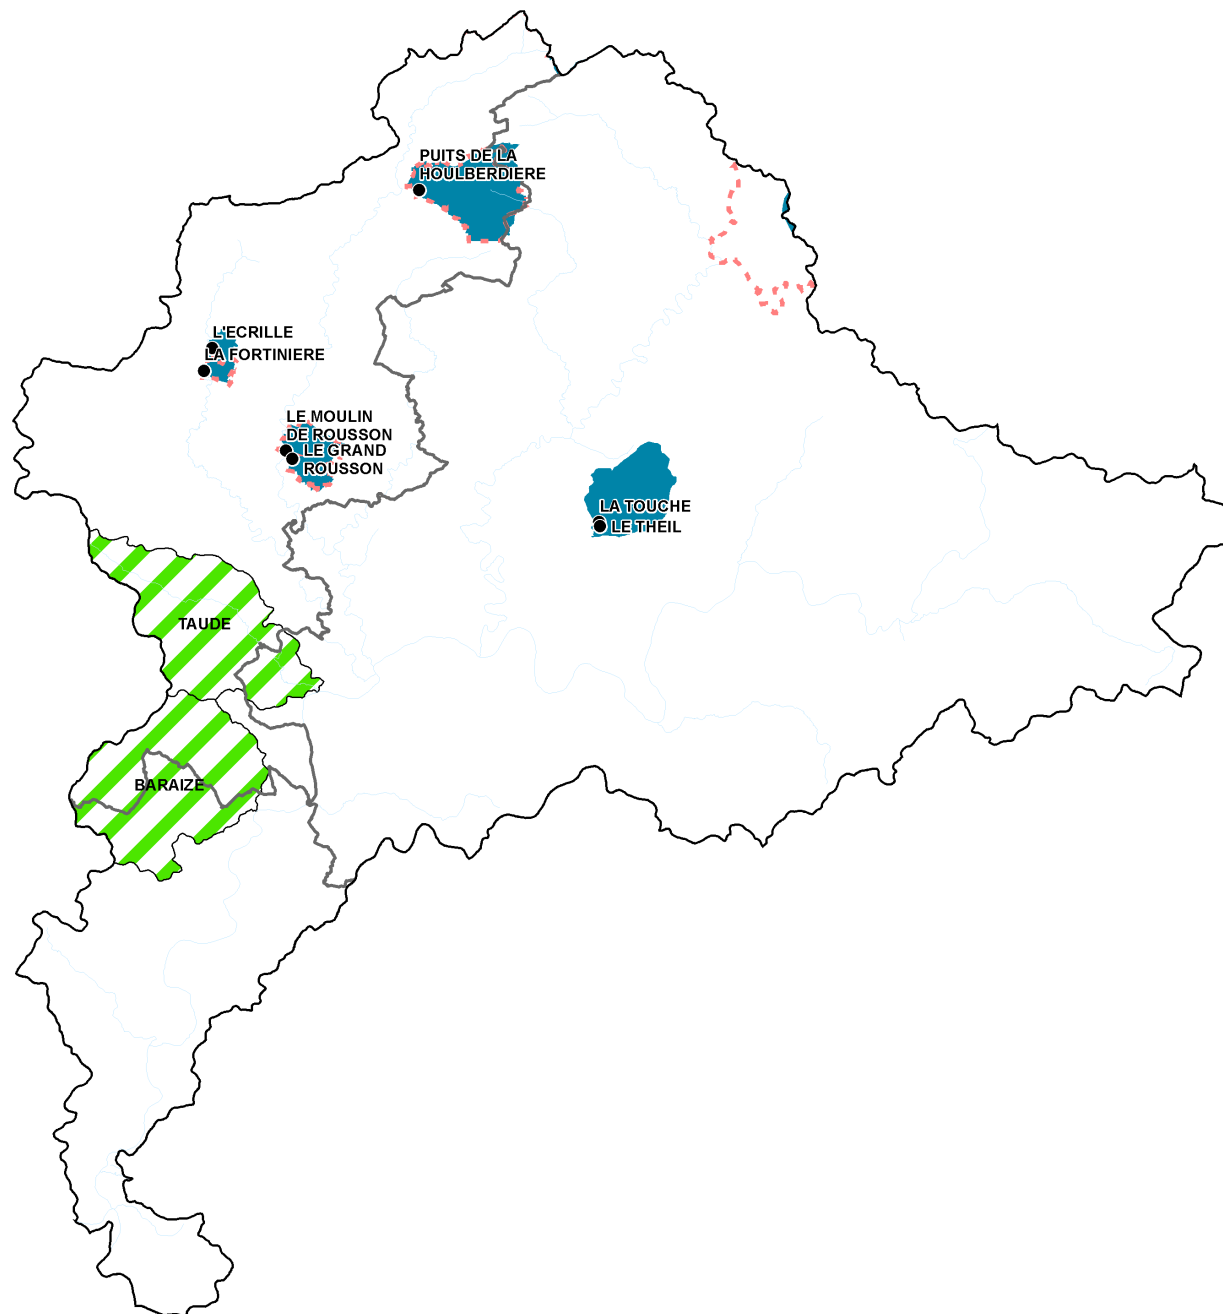 PUITS DE LA
HOULBERDIERE
L'ECRILLE
LA FORTINIERE
LE MOULIN
DE ROUSSON
LE GRAND
ROUSSON
LA TOUCHE
LE THEIL
TAUDE
BARAIZE